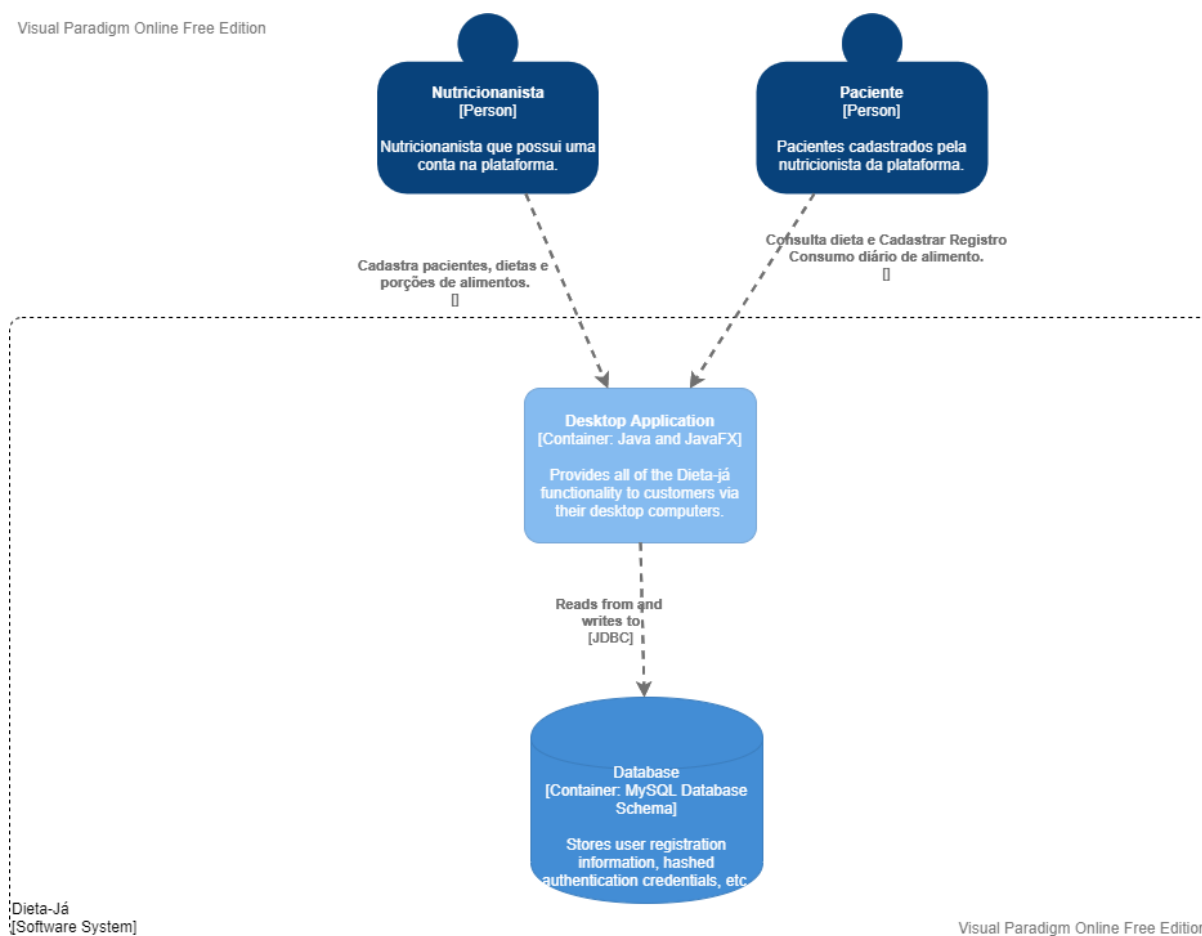 Visual Paradigm Online Free Edition
Nutricionanista
[Person]
Nutricionanista que possui uma
conta na plataforma.
Paciente
[Person]
Pacientes cadastrados pela
nutricionista da plataforma.
Cadastra pacientes, dietas e
porções de alimentos.
[]
Consulta dieta e Cadastrar Registro
Consumo diário de alimento.
[]
Desktop Application
[Container: Java and JavaFX]
Provides all of the Dieta-já
functionality to customers via
their desktop computers.
Reads from and
writes to
[JDBC]
Database
[Container: MySQL Database
Schema]
Stores user registration
information, hashed
authentication credentials, etc
Dieta-Já
[Software System]
Visual Paradigm Online Free Edition